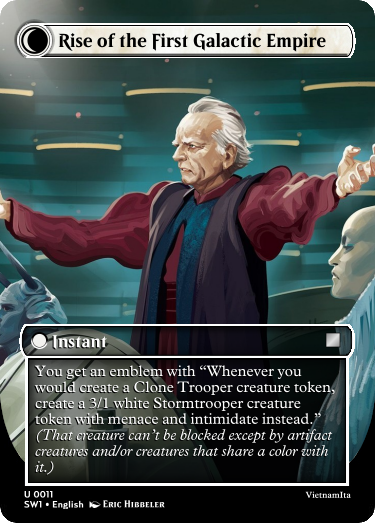 Rise of the First Galactic Empire
Instant
You get an emblem with “Whenever you
would create a Clone Trooper creature token,
create a 3/1 white Stormtrooper creature
token with menace and intimidate instead.”
(That creature can't be blocked except by artifact
creatures and/or creatures that share a color with
it.)
U 0011
SW1 • English Eric Hibbeler
VietnamIta